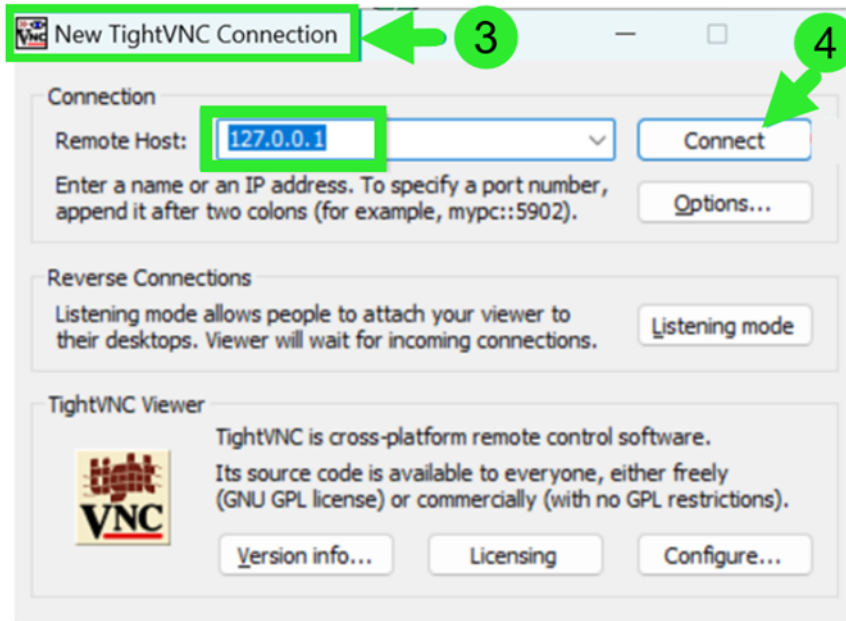 VNC New TightVNC Connection 3
4
Connection
Remote Host: 127.0.0.1 Connect
Enter a name or an IP address. To specify a port number,
append it after two colons (for example, mypc::5902).
Options...
Reverse Connections
Listening mode allows people to attach your viewer to
their desktops. Viewer will wait for incoming connections.
Listening mode
TightVNC Viewer
tight
VNC
TightVNC is cross-platform remote control software.
Its source code is available to everyone, either freely
(GNU GPL license) or commercially (with no GPL restrictions).
Version info... Licensing Configure...